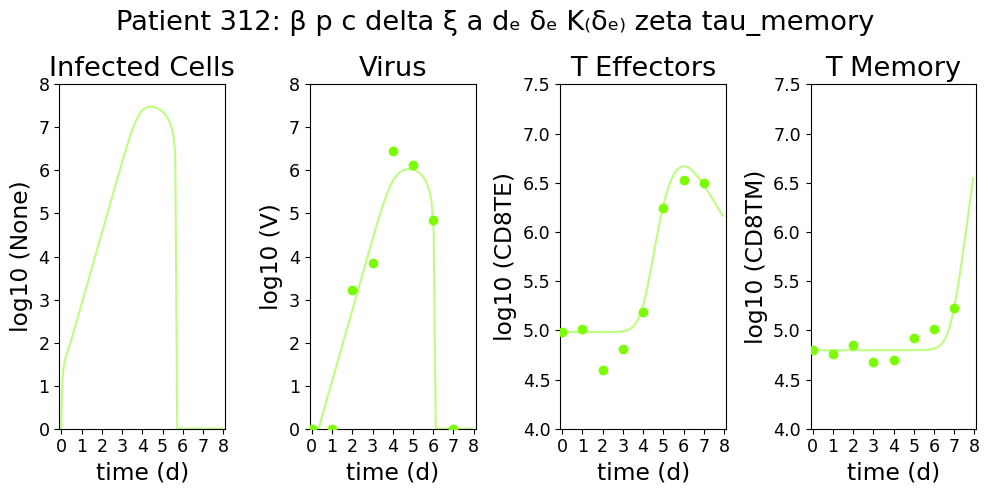 Patient 312: β p c delta ξ a dₑ δₑ K₍δₑ₎ zeta tau_memory
Infected Cells
Virus
T Effectors
T Memory
log10 (None)
8
7
6
5
4
3
2
1
0
0 1 2 3 4 5 6 7 8
time (d)
log10 (V)
8
7
6
5
4
3
2
1
0
0 1 2 3 4 5 6 7 8
time (d)
log10 (CD8TE)
7.5
7.0
6.5
6.0
5.5
5.0
4.5
4.0
0 1 2 3 4 5 6 7 8
time (d)
log10 (CD8TM)
7.5
7.0
6.5
6.0
5.5
5.0
4.5
4.0
0 1 2 3 4 5 6 7 8
time (d)